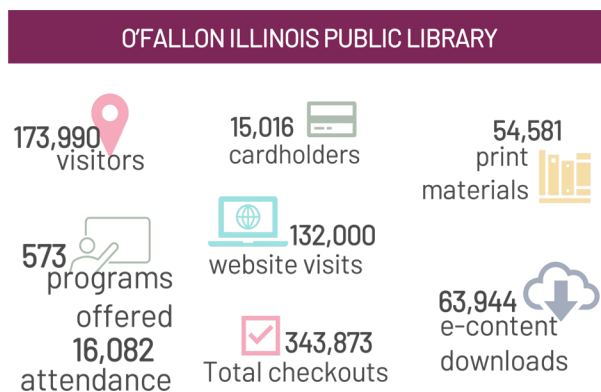 O'FALLON ILLINOIS PUBLIC LIBRARY
173,990
visitors
15,016
cardholders
54,581
print
materials
573
programs
offered
16,082
attendance
132,000
website visits
343,873
Total checkouts
63,944
e-content
downloads